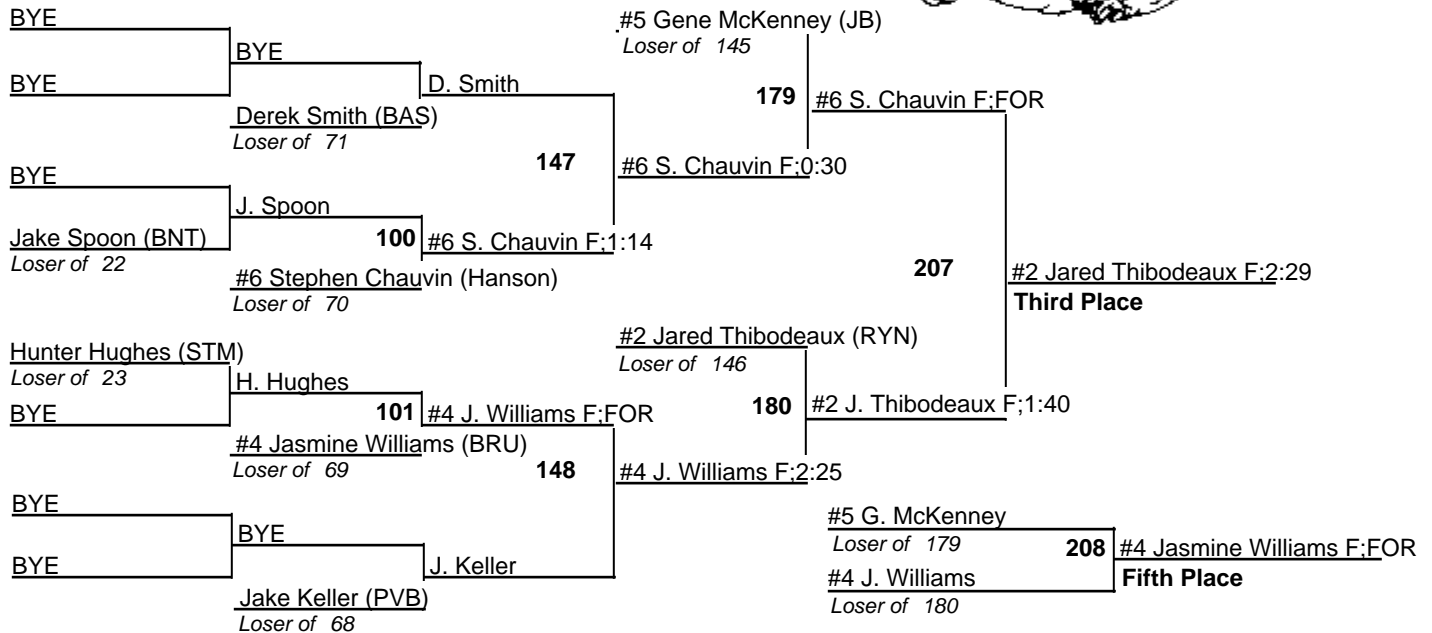 BYE
BYE
BYE
Derek Smith (BAS)
Loser of 71
D. Smith
BYE
Jake Spoon (BNT)
Loser of 22
J. Spoon
100
#6 Stephen Chauvin (Hanson)
Loser of 70
#6 S. Chauvin F;1:14
147
#6 S. Chauvin F;0:30
#5 Gene McKenney (JB)
Loser of 145
179
#6 S. Chauvin F;FOR
Hunter Hughes (STM)
Loser of 23
BYE
H. Hughes
101
#4 Jasmine Williams (BRU)
Loser of 69
#4 J. Williams F;FOR
148
BYE
BYE
BYE
Jake Keller (PVB)
Loser of 68
J. Keller
#4 J. Williams F;2:25
#2 Jared Thibodeaux (RYN)
Loser of 146
180
#2 J. Thibodeaux F;1:40
207
#2 Jared Thibodeaux F;2:29
Third Place
#5 G. McKenney
Loser of 179
#4 J. Williams
Loser of 180
208
#4 Jasmine Williams F;FOR
Fifth Place